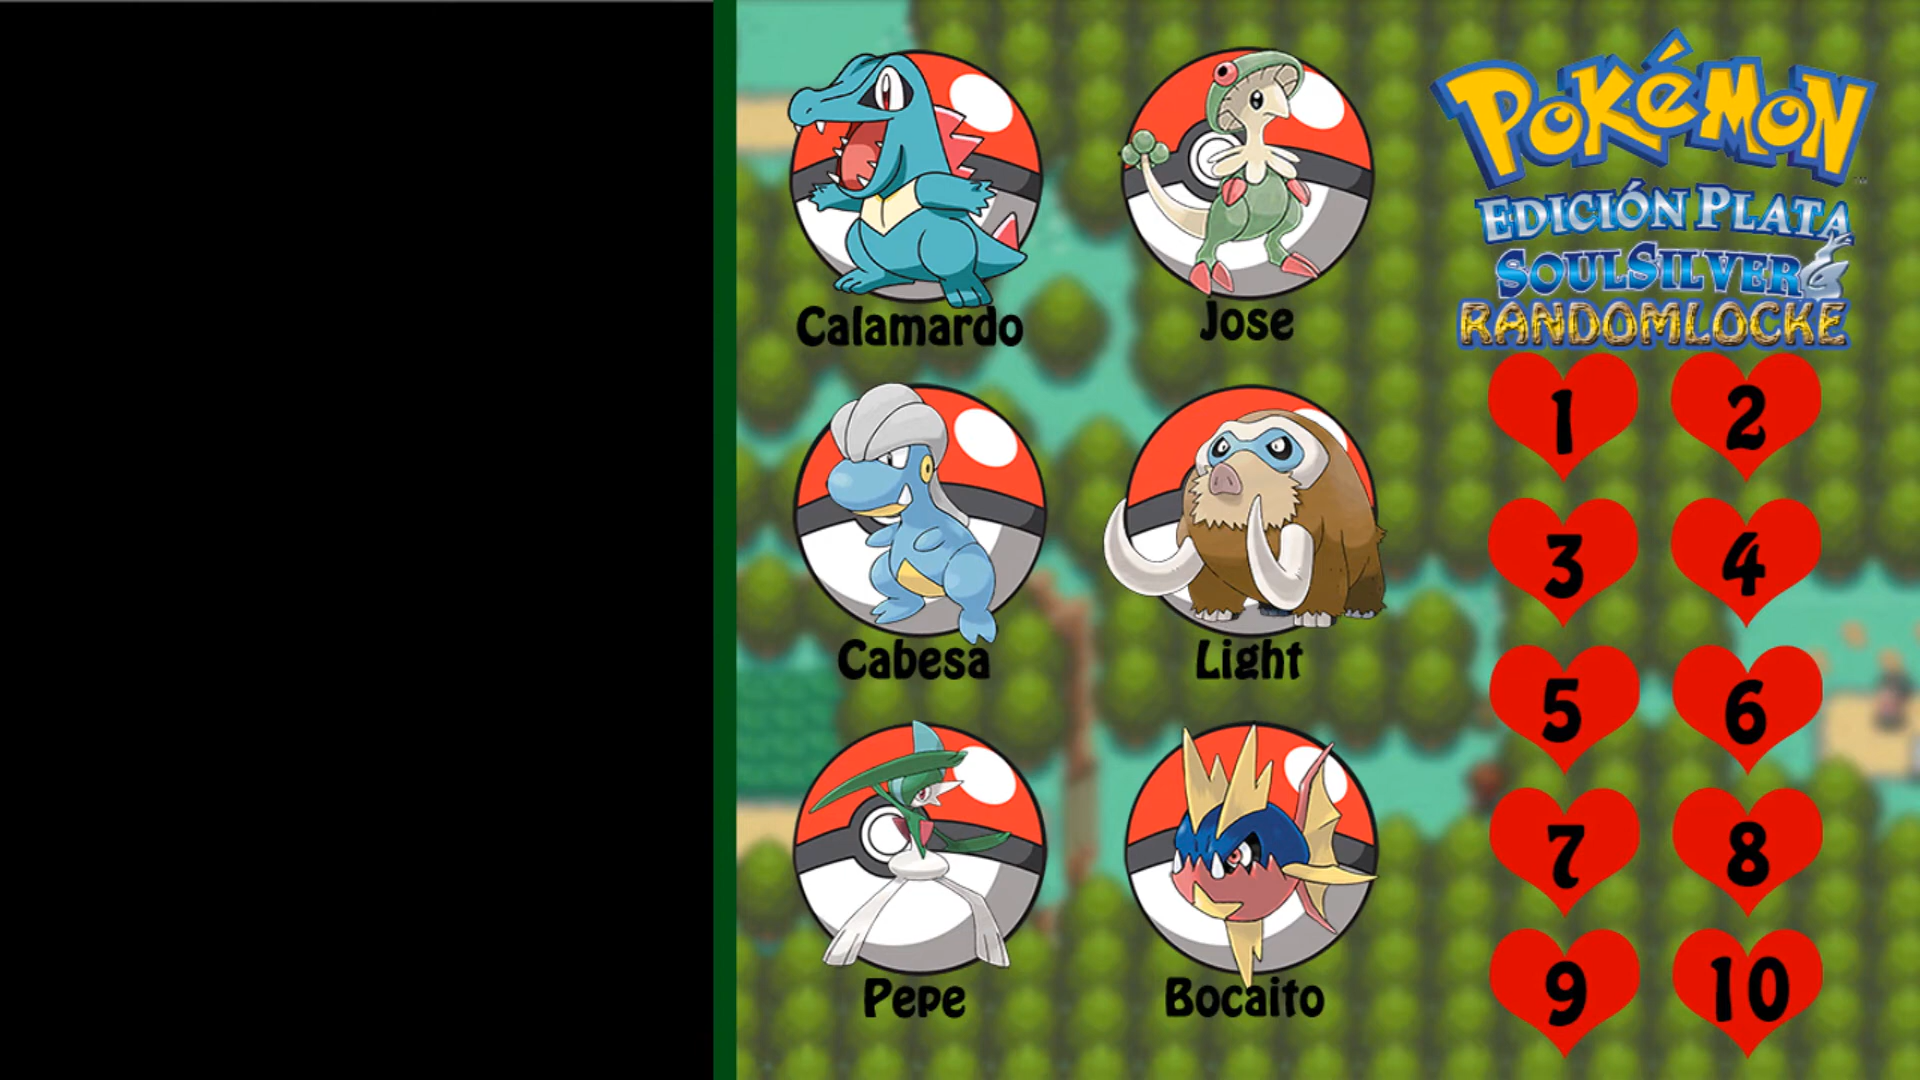 Pokémon
Edición Plata
SoulSilver
Randomlocke
Calamardo
Jose
Cabesa
Light
Pepe
Bocaito
1
2
3
4
5
6
7
8
9
10